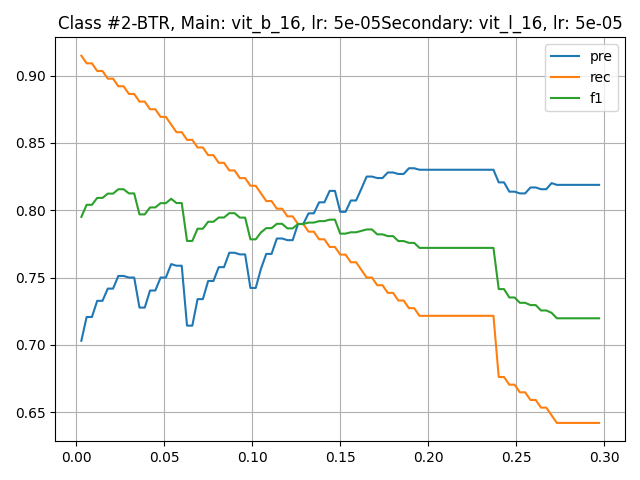 Class #2-BTR, Main: vit_b_16, lr: 5e-05Secondary: vit_l_16, lr: 5e-05
pre
rec
f1
0.90
0.85
0.80
0.75
0.70
0.65
0.00 0.05 0.10 0.15 0.20 0.25 0.30